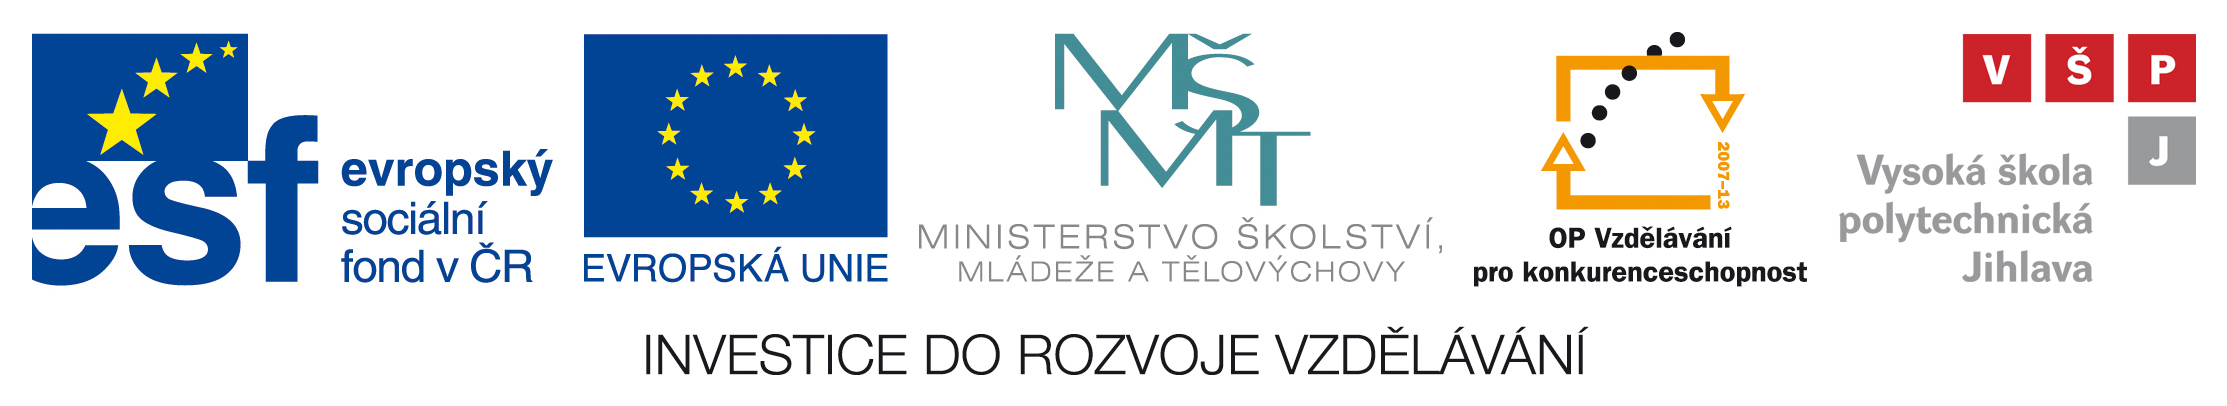 esf
evropský
sociální
fond v ČR
EVROPSKÁ UNIE
MŠMT
MINISTERSTVO ŠKOLSTVÍ,
MLÁDEŽE A TĚLOVÝCHOVY
2007-13
OP Vzdělávání
pro konkurenceschopnost
V Š P
J
Vysoká škola
polytechnická
Jihlava
INVESTICE DO ROZVOJE VZDĚLÁVÁNÍ